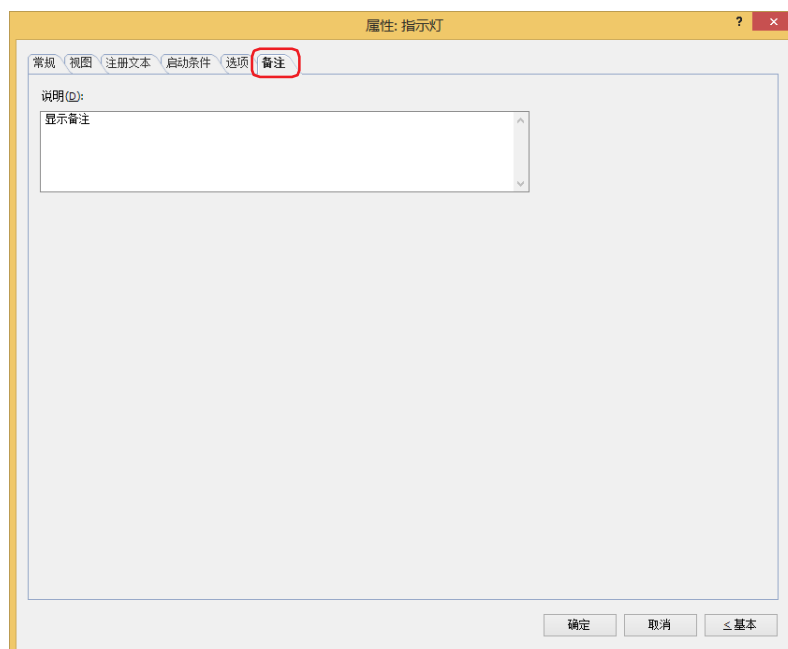 属性: 指示灯 ?
常规 视图 注册文本 启动条件 选项 备注
说明(D):
显示备注
确定 取消 ≤基本